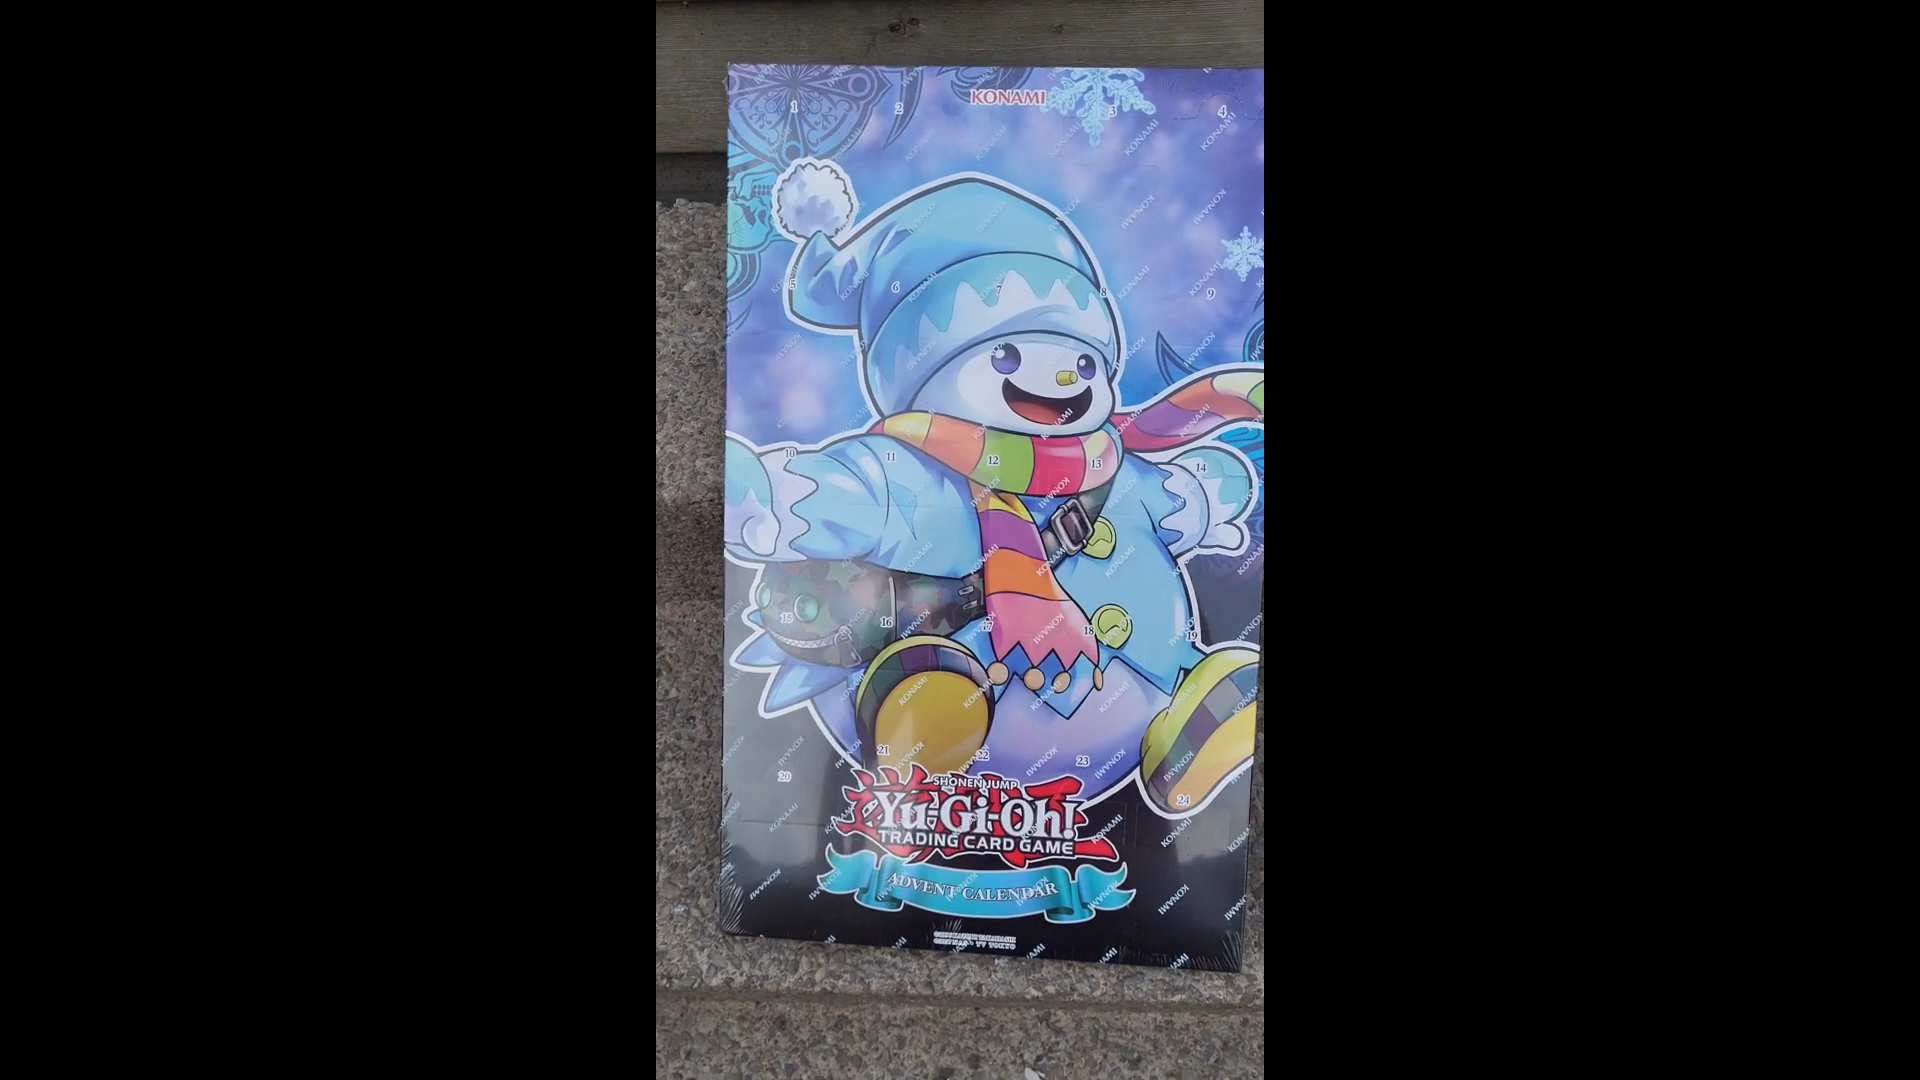 KONAMI
1 2 3 4
5 6 7 8 9
10 11 12 13 14
15 16 17 18 19
20 21 22 23 24
SHONEN JUMP
Yu-Gi-Oh!
TRADING CARD GAME
ADVENT CALENDAR